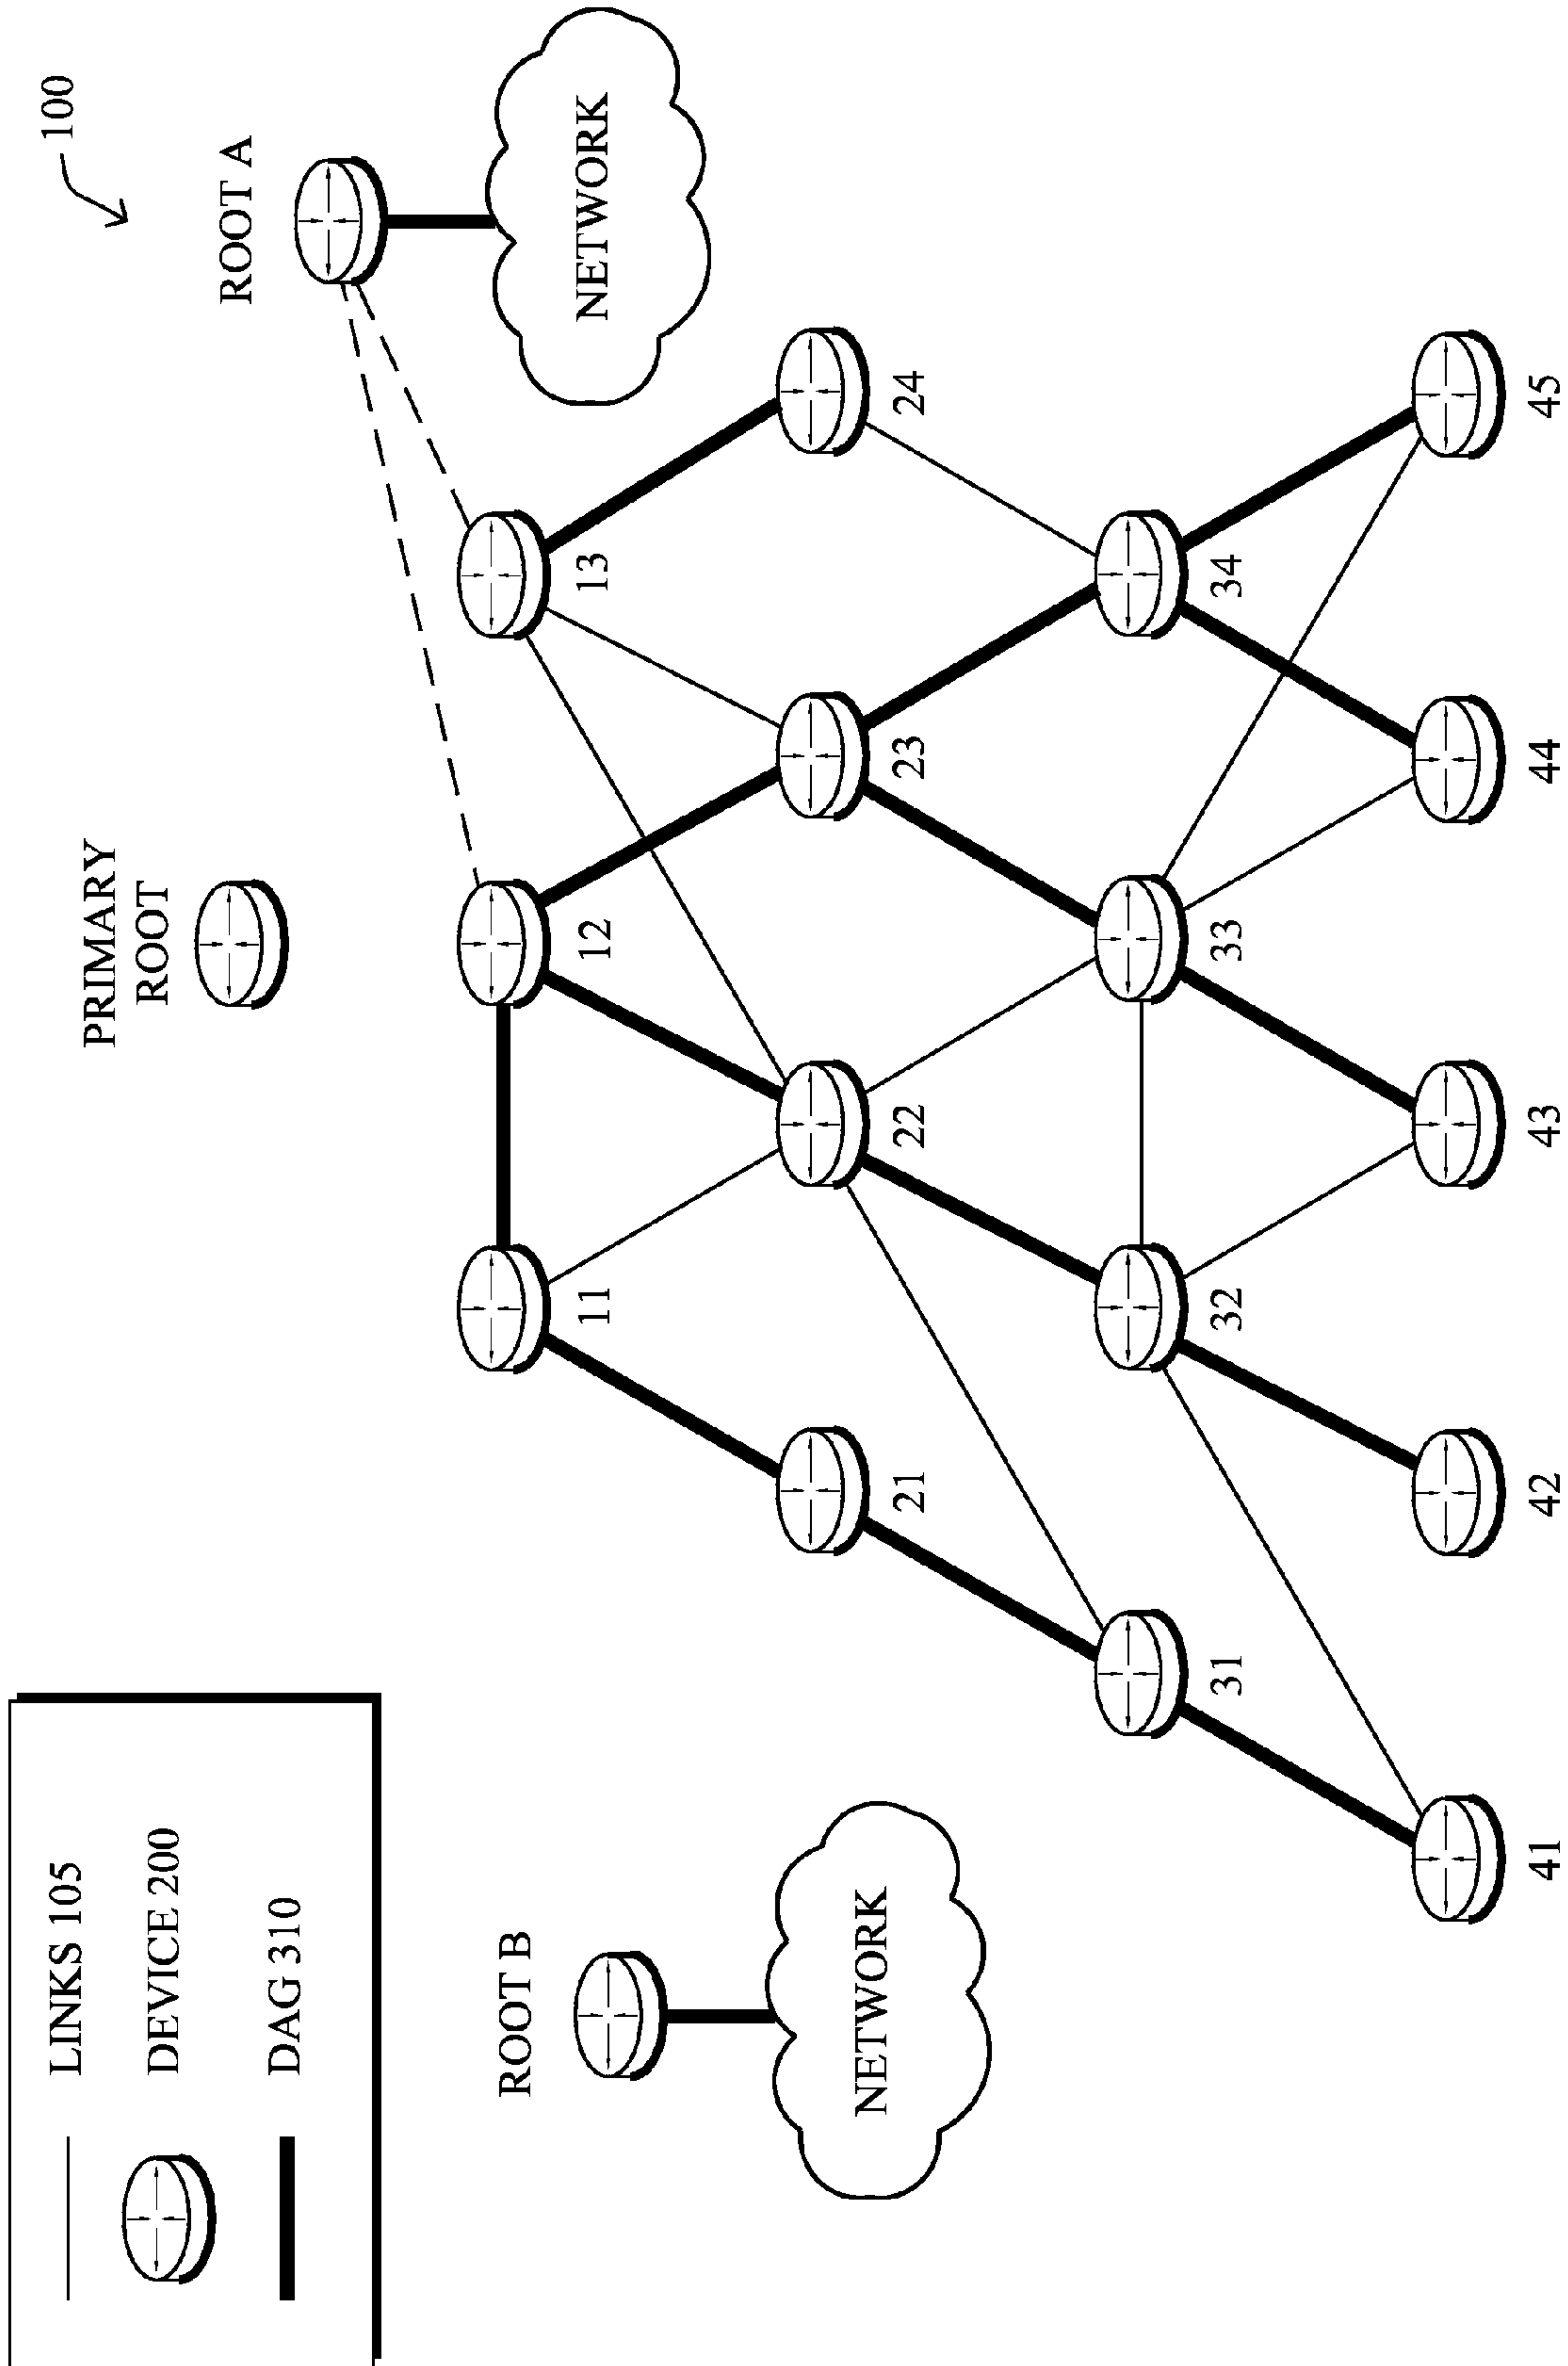 LINKS 105
DEVICE 200
DAG 310
100
PRIMARY
ROOT
ROOT A
NETWORK
ROOT B
NETWORK
11
12
13
21
22
23
24
31
32
33
34
41
42
43
44
45